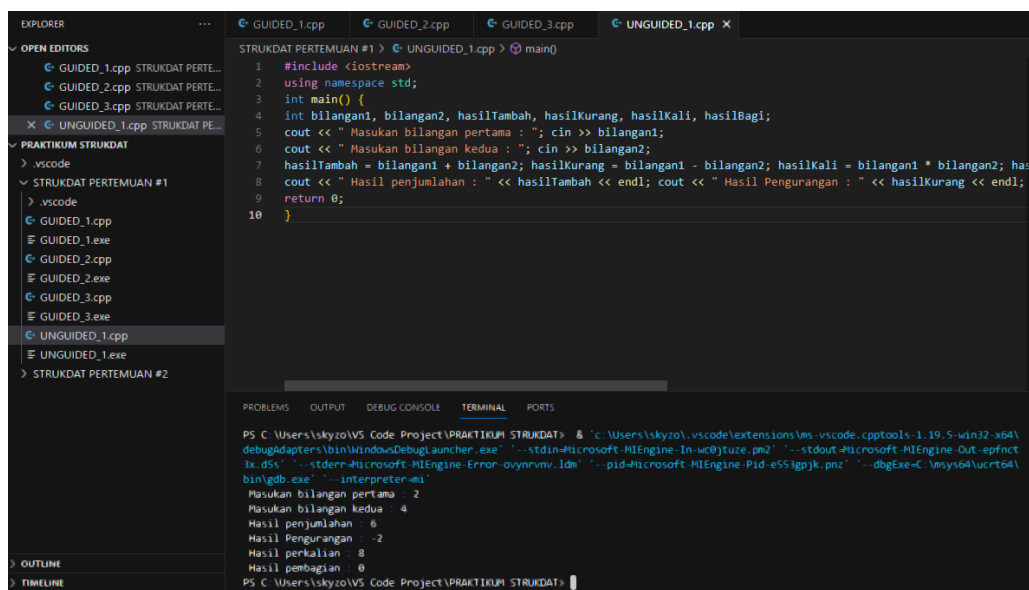 EXPLORER ...
OPEN EDITORS
GUIDED_1.cpp STRUKDAT PERTE...
GUIDED_2.cpp STRUKDAT PERTE...
GUIDED_3.cpp STRUKDAT PERTE...
UNGUIDED_1.cpp STRUKDAT PE...
PRAKTIKUM STRUKDAT
.vscode
STRUKDAT PERTEMUAN #1
.vscode
GUIDED_1.cpp
GUIDED_1.exe
GUIDED_2.cpp
GUIDED_2.exe
GUIDED_3.cpp
GUIDED_3.exe
UNGUIDED_1.cpp
UNGUIDED_1.exe
STRUKDAT PERTEMUAN #2
OUTLINE
TIMELINE
GUIDED_1.cpp GUIDED_2.cpp GUIDED_3.cpp UNGUIDED_1.cpp
STRUKDAT PERTEMUAN #1 > UNGUIDED_1.cpp > main()
1 #include <iostream>
2 using namespace std;
3 int main() {
4 int bilangan1, bilangan2, hasilTambah, hasilKurang, hasilKali, hasilBagi;
5 cout << " Masukan bilangan pertama : "; cin >> bilangan1;
6 cout << " Masukan bilangan kedua : "; cin >> bilangan2;
7 hasilTambah = bilangan1 + bilangan2; hasilKurang = bilangan1 - bilangan2; hasilKali = bilangan1 * bilangan2; has
8 cout << " Hasil penjumlahan : " << hasilTambah << endl; cout << " Hasil Pengurangan : " << hasilKurang << endl;
9 return 0;
10 }
PROBLEMS OUTPUT DEBUG CONSOLE TERMINAL PORTS
PS C:\Users\skyzo\VS Code Project\PRAKTIKUM STRUKDAT> & 'c:\Users\skyzo\.vscode\extensions\ms-vscode.cpptools-1.19.5-win32-x64\
debugAdapters\bin\WindowsDebugLauncher.exe' '--stdin=Microsoft-MIEngine-In-wc0jtuze.pm2' '--stdout=Microsoft-MIEngine-Out-epfnct
3x.d5s' '--stderr=Microsoft-MIEngine-Error-ovynrvnv.ldm' '--pid=Microsoft-MIEngine-Pid-e5S3gpjk.pnz' '--dbgExe=C:\msys64\ucrt64\
bin\gdb.exe' '--interpreter=mi'
Masukan bilangan pertama : 2
Masukan bilangan kedua : 4
Hasil penjumlahan : 6
Hasil Pengurangan : -2
Hasil perkalian : 8
Hasil pembagian : 0
PS C:\Users\skyzo\VS Code Project\PRAKTIKUM STRUKDAT>